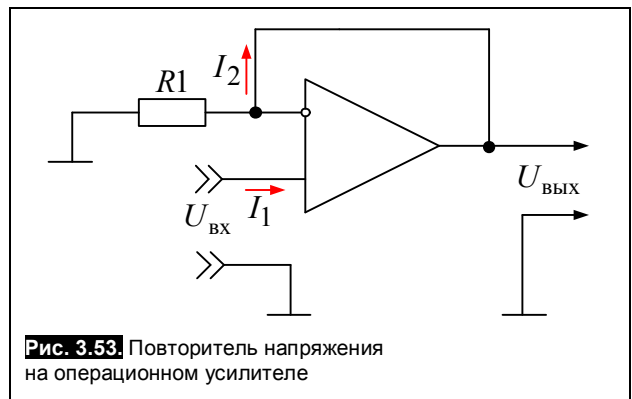 I2
R1
Uвх
I1
Uвых
Рис. 3.53. Повторитель напряжения
на операционном усилителе